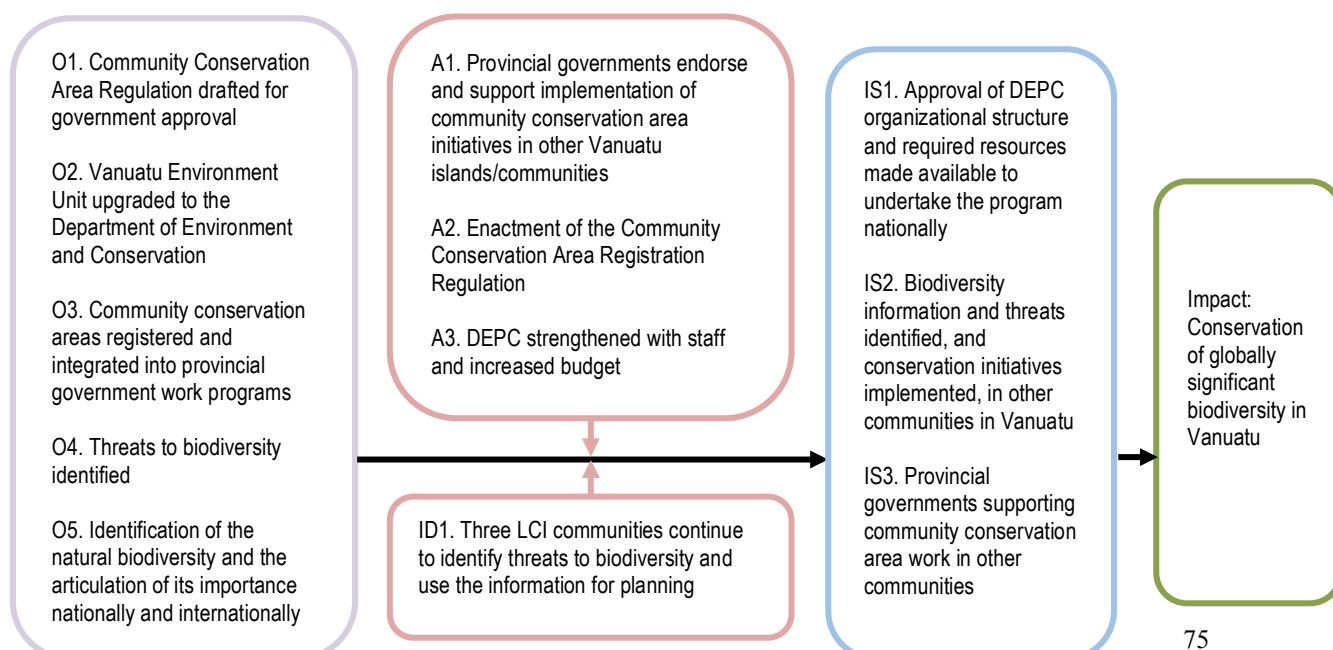 O1. Community Conservation
Area Regulation drafted for
government approval
O2. Vanuatu Environment
Unit upgraded to the
Department of Environment
and Conservation
O3. Community conservation
areas registered and
integrated into provincial
government work programs
O4. Threats to biodiversity
identified
O5. Identification of the
natural biodiversity and the
articulation of its importance
nationally and internationally
A1. Provincial governments endorse
and support implementation of
community conservation area
initiatives in other Vanuatu
islands/communities
A2. Enactment of the Community
Conservation Area Registration
Regulation
A3. DEPC strengthened with staff
and increased budget
ID1. Three LCI communities continue
to identify threats to biodiversity and
use the information for planning
IS1. Approval of DEPC
organizational structure
and required resources
made available to
undertake the program
nationally
IS2. Biodiversity
information and threats
identified, and
conservation initiatives
implemented, in other
communities in Vanuatu
IS3. Provincial
governments supporting
community conservation
area work in other
communities
Impact:
Conservation
of globally
significant
biodiversity in
Vanuatu
75